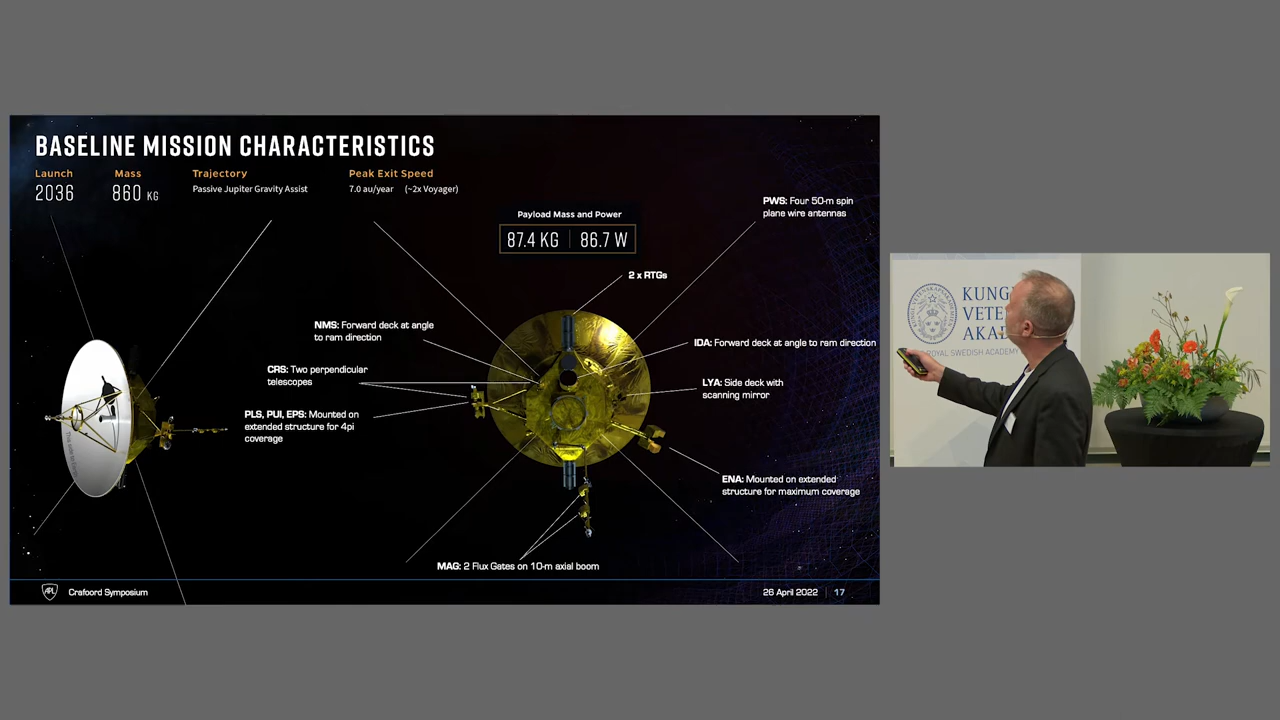 BASELINE MISSION CHARACTERISTICS
Launch
2036
Mass
860 KG
Trajectory
Passive Jupiter Gravity Assist
Peak Exit Speed
7.0 au/year (~2x Voyager)
Payload Mass and Power
87.4 KG | 86.7 W
PWS: Four 50-m spin
plane wire antennas
2 x RTGs
NMS: Forward deck at angle
to ram direction
IDA: Forward deck at angle to ram direction
CRS: Two perpendicular
telescopes
LYA: Side deck with
scanning mirror
PLS, PUI, EPS: Mounted on
extended structure for 4pi
coverage
ENA: Mounted on extended
structure for maximum coverage
MAG: 2 Flux Gates on 10-m axial boom
APL
Crafoord Symposium
26 April 2022 | 17
KUNG
VETE
AKAD
ROYAL SWEDISH ACADEMY